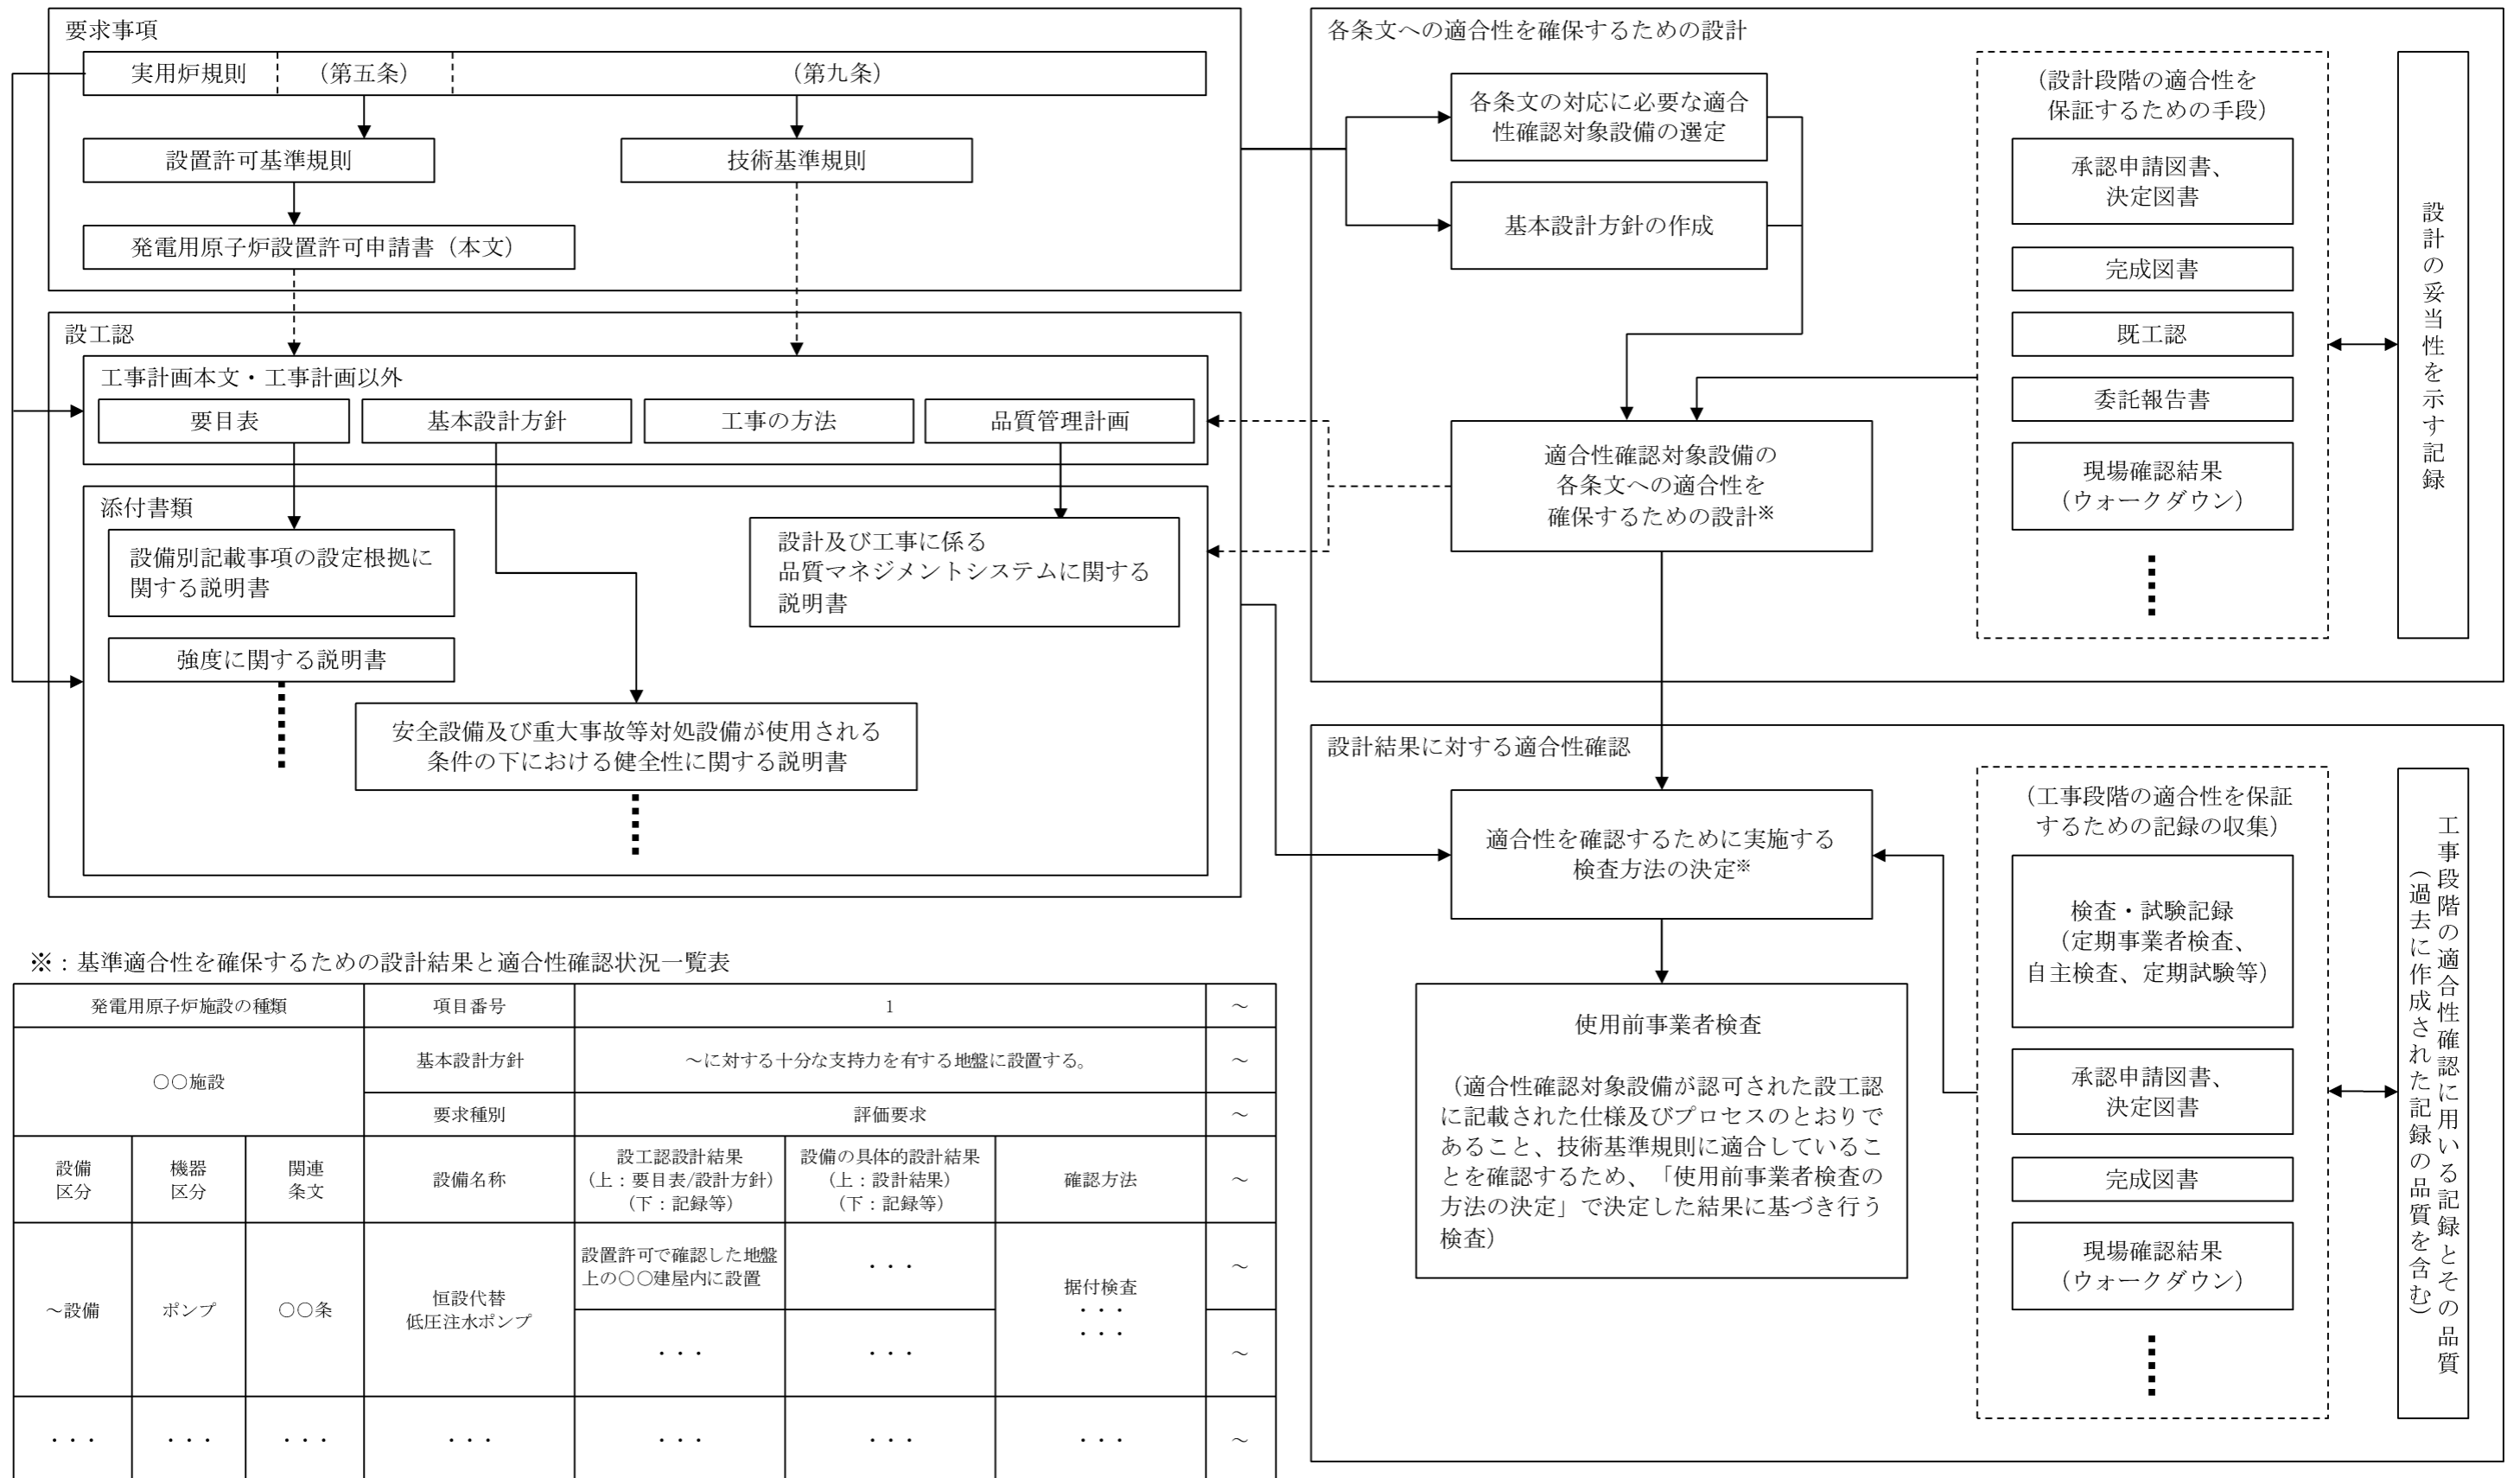 要求事項
実用炉規則
（第五条）
（第九条）
設置許可基準規則
技術基準規則
発電用原子炉設置許可申請書（本文）
設工認
工事計画本文・工事計画以外
要目表
基本設計方針
工事の方法
品質管理計画
添付書類
設備別記載事項の設定根拠に
関する説明書
設計及び工事に係る
品質マネジメントシステムに関する
説明書
強度に関する説明書
安全設備及び重大事故等対処設備が使用される
条件の下における健全性に関する説明書
各条文への適合性を確保するための設計
各条文の対応に必要な適合
性確認対象設備の選定
基本設計方針の作成
適合性確認対象設備の
各条文への適合性を
確保するための設計※
（設計段階の適合性を
保証するための手段）
承認申請図書、
決定図書
完成図書
既工認
委託報告書
現場確認結果
（ウォークダウン）
設計の妥当性を示す記録
設計結果に対する適合性確認
適合性を確認するために実施する
検査方法の決定※
使用前事業者検査
（適合性確認対象設備が認可された設工認
に記載された仕様及びプロセスのとおりで
あること、技術基準規則に適合しているこ
とを確認するため、「使用前事業者検査の
方法の決定」で決定した結果に基づき行う
検査）
（工事段階の適合性を保証
するための記録の収集）
検査・試験記録
（定期事業者検査、
自主検査、定期試験等）
承認申請図書、
決定図書
完成図書
現場確認結果
（ウォークダウン）
工事段階の適合性確認に用いる記録とその品質
（過去に作成された記録の品質を含む）
※：基準適合性を確保するための設計結果と適合性確認状況一覧表
発電用原子炉施設の種類
項目番号
1
～
○○施設
基本設計方針
～に対する十分な支持力を有する地盤に設置する。
～
要求種別
評価要求
～
設備
区分
機器
区分
関連
条文
設備名称
設工認設計結果
（上：要目表/設計方針）
（下：記録等）
設備の具体的設計結果
（上：設計結果）
（下：記録等）
確認方法
～
～設備
ポンプ
○○条
恒設代替
低圧注水ポンプ
設置許可で確認した地盤
上の○○建屋内に設置
・・・
据付検査
・・・
・・・
～
・・・
・・・
～
・・・
・・・
・・・
・・・
・・・
・・・
・・・
～